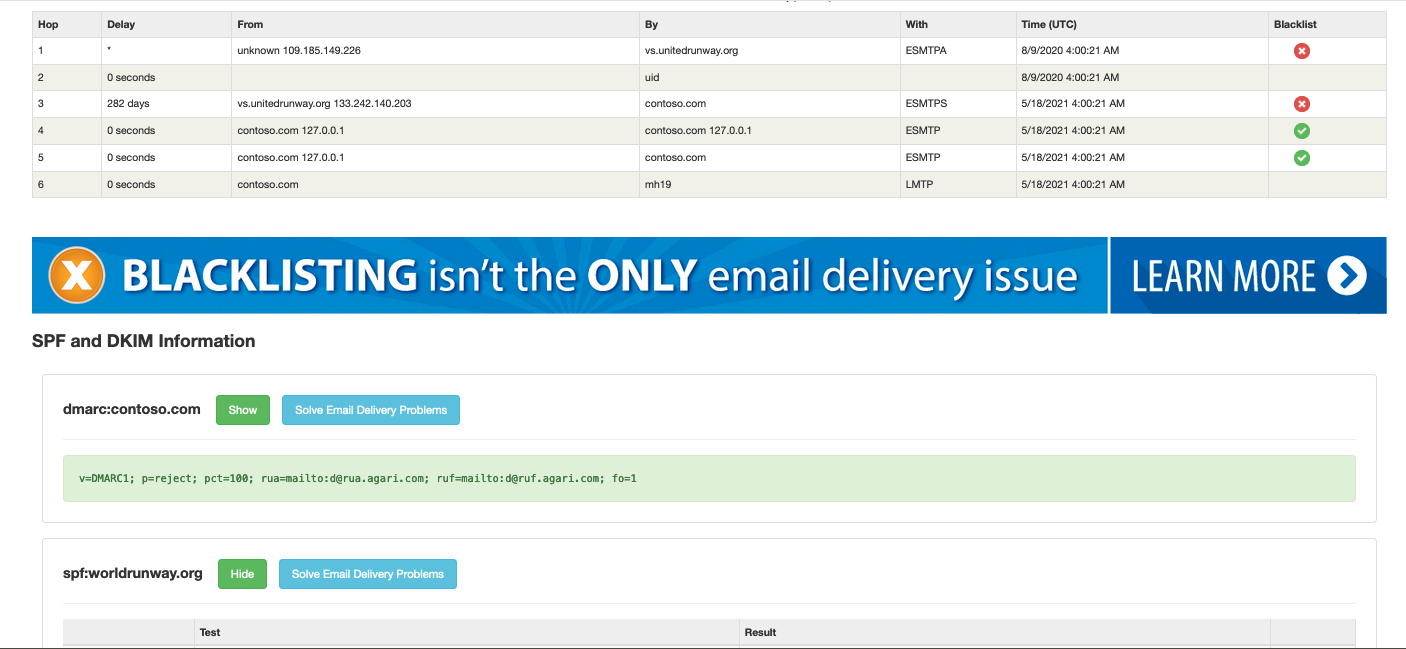 Hop Delay From By With Time (UTC) Blacklist
1 * unknown 109.185.149.226 vs.unitedrunway.org ESMTPA 8/9/2020 4:00:21 AM
2 0 seconds uid 8/9/2020 4:00:21 AM
3 282 days vs.unitedrunway.org 133.242.140.203 contoso.com ESMTPS 5/18/2021 4:00:21 AM
4 0 seconds contoso.com 127.0.0.1 contoso.com 127.0.0.1 ESMTP 5/18/2021 4:00:21 AM
5 0 seconds contoso.com 127.0.0.1 contoso.com ESMTP 5/18/2021 4:00:21 AM
6 0 seconds contoso.com mh19 LMTP 5/18/2021 4:00:21 AM
X BLACKLISTING isn't the ONLY email delivery issue LEARN MORE
SPF and DKIM Information
dmarc:contoso.com Show Solve Email Delivery Problems
v=DMARC1; p=reject; pct=100; rua=mailto:d@rua.agari.com; ruf=mailto:d@ruf.agari.com; fo=1
spf:worldrunway.org Hide Solve Email Delivery Problems
Test Result